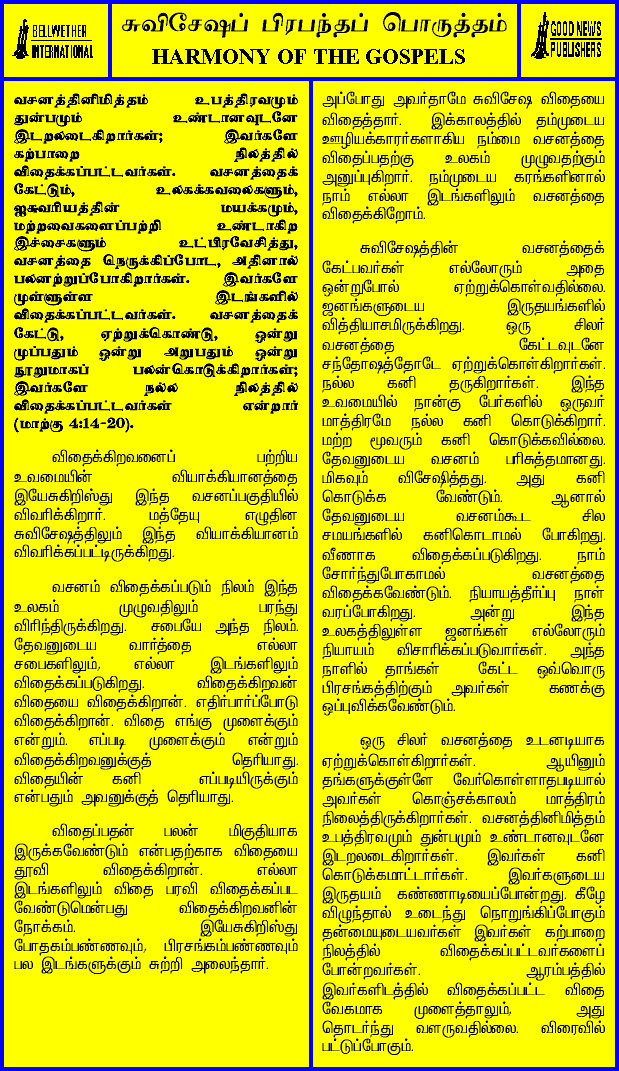 BELLWETHER
INTERNATIONAL
சுவிசேஷப் பிரபந்தப் பொருத்தம்
HARMONY OF THE GOSPELS
GOOD NEWS
PUBLISHERS
வசனத்தினிமித்தம் உபத்திரவமும்
துன்பமும் உண்டானவுடனே
இடறலடைகிறார்கள்; இவர்களே
கற்பாறை நிலத்தில்
விதைக்கப்பட்டவர்கள். வசனத்தைக்
கேட்டும், உலகக்கவலைகளும்,
ஐசுவரியத்தின் மயக்கமும்,
மற்றவைகளைப்பற்றி உண்டாகிற
இச்சைகளும் உட்பிரவேசித்து,
வசனத்தை நெருக்கிப்போட, அதினால்
பலனற்றுப்போகிறார்கள். இவர்களே
முள்ளுள்ள இடங்களில்
விதைக்கப்பட்டவர்கள். வசனத்தைக்
கேட்டு, ஏற்றுக்கொண்டு, ஒன்று
முப்பதும் ஒன்று அறுபதும் ஒன்று
நூறுமாகப் பலன்கொடுக்கிறார்கள்;
இவர்களே நல்ல நிலத்தில்
விதைக்கப்பட்டவர்கள் என்றார்
(மாற்கு 4:14-20).
விதைக்கிறவனைப் பற்றிய
உவமையின் வியாக்கியானத்தை
இயேசுகிறிஸ்து இந்த வசனப்பகுதியில்
விவரிக்கிறார். மத்தேயு எழுதின
சுவிசேஷத்திலும் இந்த வியாக்கியானம்
விவரிக்கப்பட்டிருக்கிறது.
வசனம் விதைக்கப்படும் நிலம் இந்த
உலகம் முழுவதிலும் பரந்து
விரிந்திருக்கிறது. சபையே அந்த நிலம்.
தேவனுடைய வார்த்தை எல்லா
சபைகளிலும், எல்லா இடங்களிலும்
விதைக்கப்படுகிறது. விதைக்கிறவன்
விதையை விதைக்கிறான். எதிர்பார்ப்போடு
விதைக்கிறான். விதை எங்கு முளைக்கும்
என்றும். எப்படி முளைக்கும் என்றும்
விதைக்கிறவனுக்குத் தெரியாது.
விதையின் கனி எப்படியிருக்கும்
என்பதும் அவனுக்குத் தெரியாது.
விதைப்பதன் பலன் மிகுதியாக
இருக்கவேண்டும் என்பதற்காக விதையை
தூவி விதைக்கிறான். எல்லா
இடங்களிலும் விதை பரவி விதைக்கப்பட
வேண்டுமென்பது விதைக்கிறவனின்
நோக்கம். இயேசுகிறிஸ்து
போதகம்பண்ணவும், பிரசங்கம்பண்ணவும்
பல இடங்களுக்கும் சுற்றி அலைந்தார்.
அப்போது அவர்தாமே சுவிசேஷ விதையை
விதைத்தார். இக்காலத்தில் தம்முடைய
ஊழியக்காரர்களாகிய நம்மை வசனத்தை
விதைப்பதற்கு உலகம் முழுவதற்கும்
அனுப்புகிறார். நம்முடைய கரங்களினால்
நாம் எல்லா இடங்களிலும் வசனத்தை
விதைக்கிறோம்.
சுவிசேஷத்தின் வசனத்தைக்
கேட்பவர்கள் எல்லோரும் அதை
ஒன்றுபோல் ஏற்றுக்கொள்வதில்லை.
ஜனங்களுடைய இருதயங்களில்
வித்தியாசமிருக்கிறது. ஒரு சிலர்
வசனத்தை கேட்டவுடனே
சந்தோஷத்தோடே ஏற்றுக்கொள்கிறார்கள்.
நல்ல கனி தருகிறார்கள். இந்த
உவமையில் நான்கு பேர்களில் ஒருவர்
மாத்திரமே நல்ல கனி கொடுக்கிறார்.
மற்ற மூவரும் கனி கொடுக்கவில்லை.
தேவனுடைய வசனம் பரிசுத்தமானது.
மிகவும் விசேஷித்தது. அது கனி
கொடுக்க வேண்டும். ஆனால்
தேவனுடைய வசனம்கூட சில
சமயங்களில் கனிகொடாமல் போகிறது.
வீணாக விதைக்கப்படுகிறது. நாம்
சோர்ந்துபோகாமல் வசனத்தை
விதைக்கவேண்டும். நியாயத்தீர்ப்பு நாள்
வரப்போகிறது. அன்று இந்த
உலகத்திலுள்ள ஜனங்கள் எல்லோரும்
நியாயம் விசாரிக்கப்படுவார்கள். அந்த
நாளில் தாங்கள் கேட்ட ஒவ்வொரு
பிரசங்கத்திற்கும் அவர்கள் கணக்கு
ஒப்புவிக்கவேண்டும்.
ஒரு சிலர் வசனத்தை உடனடியாக
ஏற்றுக்கொள்கிறார்கள். ஆயினும்
தங்களுக்குள்ளே வேர்கொள்ளாதபடியால்
அவர்கள் கொஞ்சக்காலம் மாத்திரம்
நிலைத்திருக்கிறார்கள். வசனத்தினிமித்தம்
உபத்திரவமும் துன்பமும் உண்டானவுடனே
இடறலடைகிறார்கள். இவர்கள் கனி
கொடுக்கமாட்டார்கள். இவர்களுடைய
இருதயம் கண்ணாடியைப்போன்றது. கீழே
விழுந்தால் உடைந்து நொறுங்கிப்போகும்
தன்மையுடையவர்கள் இவர்கள் கற்பாறை
நிலத்தில் விதைக்கப்பட்டவர்களைப்
போன்றவர்கள். ஆரம்பத்தில்
இவர்களிடத்தில் விதைக்கப்பட்ட விதை
வேகமாக முளைத்தாலும், அது
தொடர்ந்து வளருவதில்லை. விரைவில்
பட்டுப்போகும்.